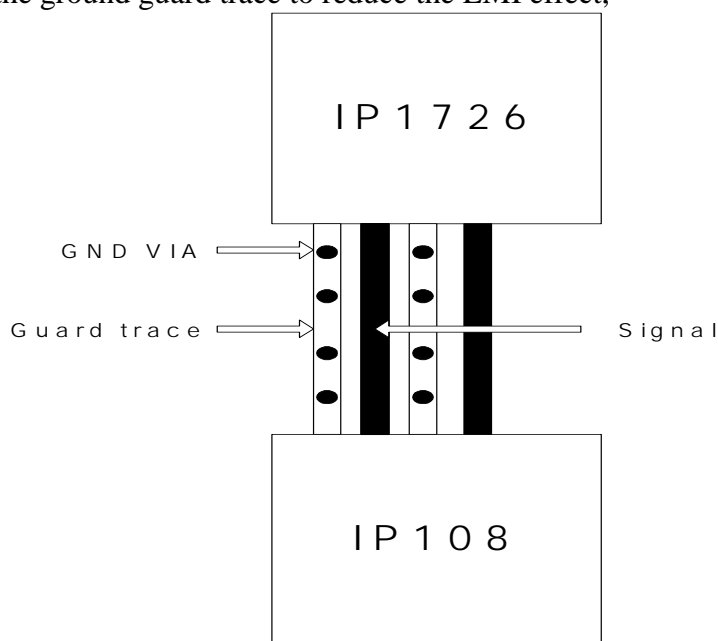 the ground guard trace to reduce the EMI effect,
IP1726
GND VIA
Guard trace
Signal
IP108